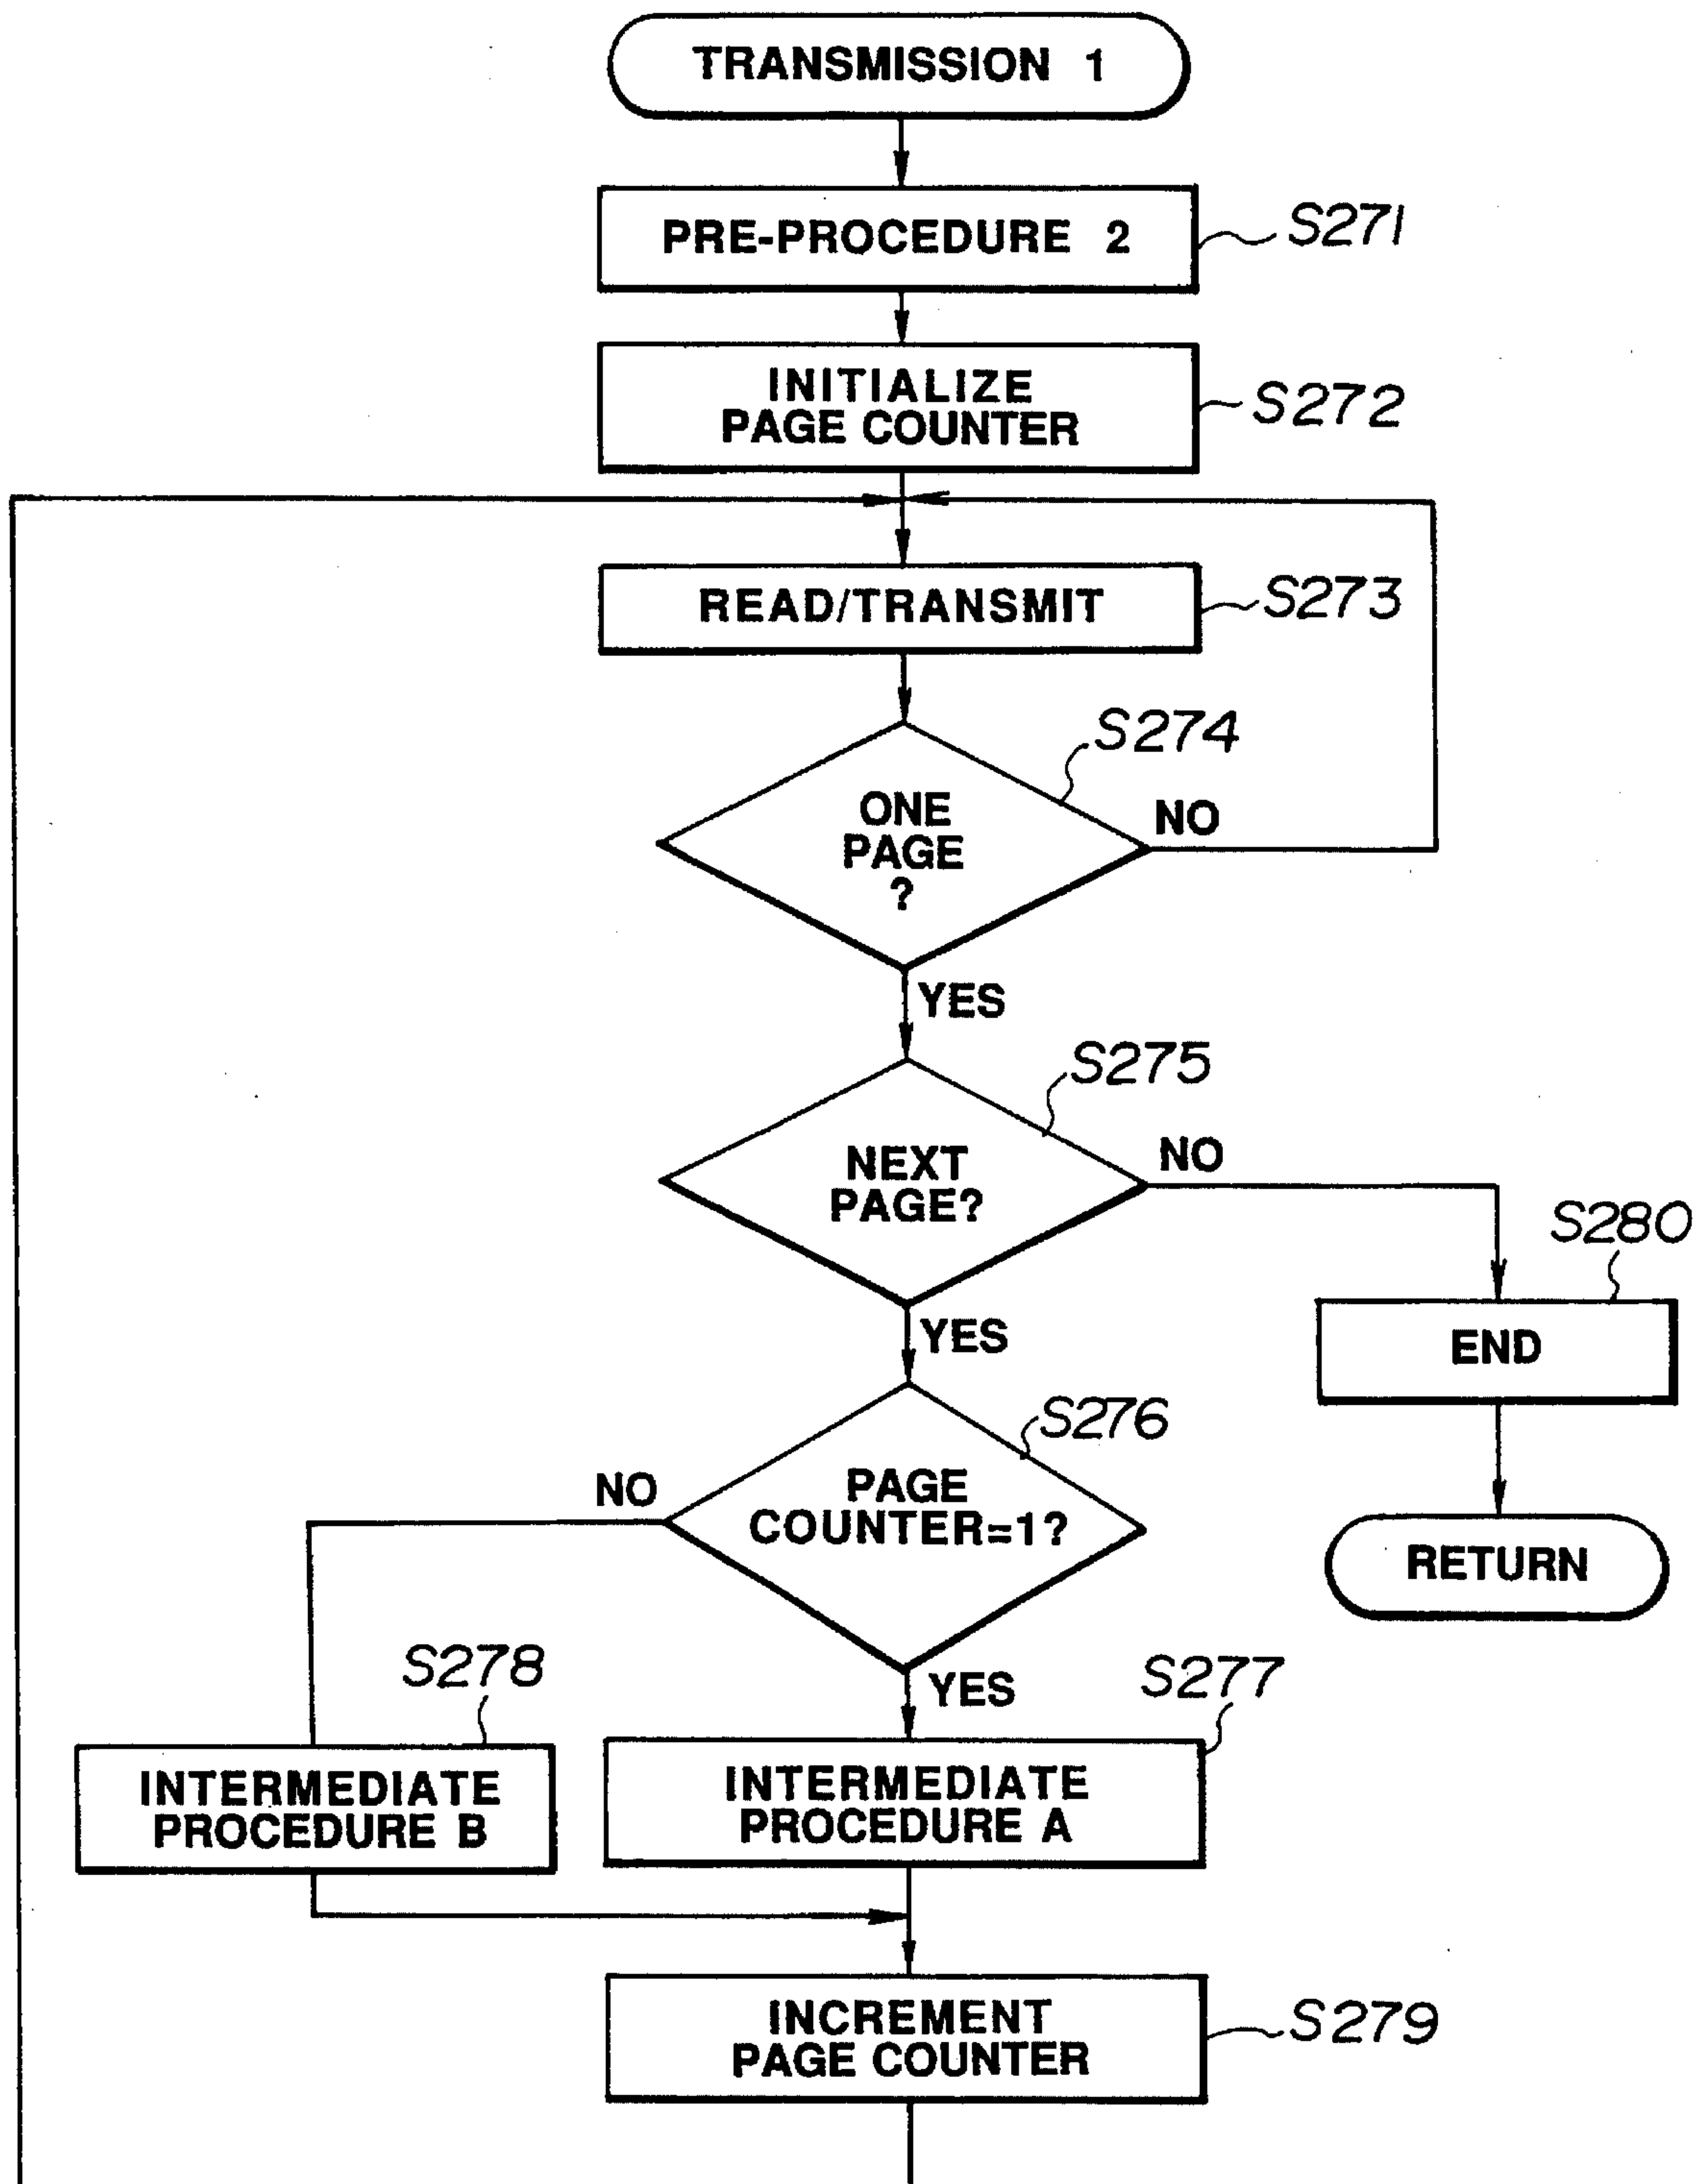 TRANSMISSION 1
PRE-PROCEDURE 2
S271
INITIALIZE
PAGE COUNTER
S272
READ/TRANSMIT
S273
S274
ONE
PAGE
?
NO
YES
S275
NEXT
PAGE?
NO
S280
END
YES
S276
PAGE
COUNTER=1?
NO
RETURN
S278
YES
S277
INTERMEDIATE
PROCEDURE B
INTERMEDIATE
PROCEDURE A
INCREMENT
PAGE COUNTER
S279